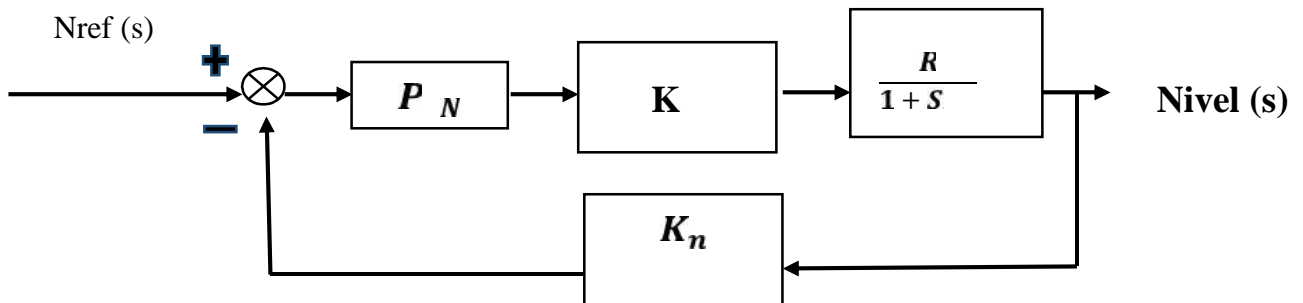 Nref (s)
+
P N
K
R
1 + S
Nivel (s)
−
Kn